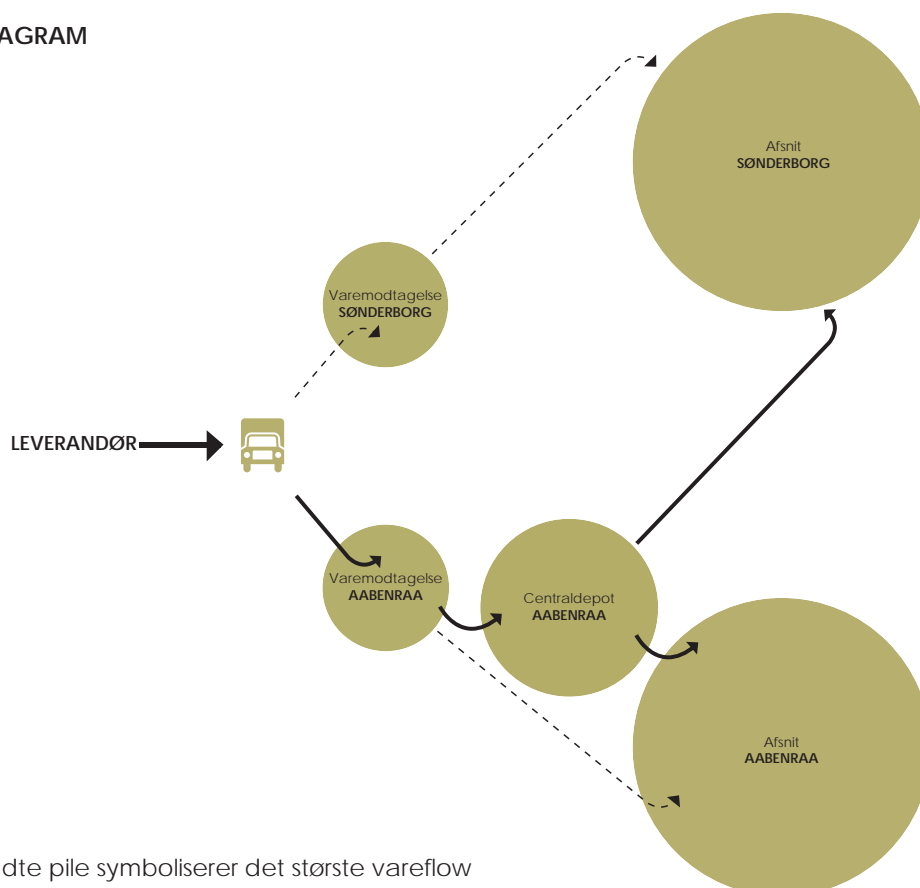 AGRAM
Afsnit
SØNDERBORG
Varemodtagelse
SØNDERBORG
LEVERANDØR
Varemodtagelse
AABENRAA
Centraldepot
AABENRAA
Afsnit
AABENRAA
dte pile symboliserer det største vareflow